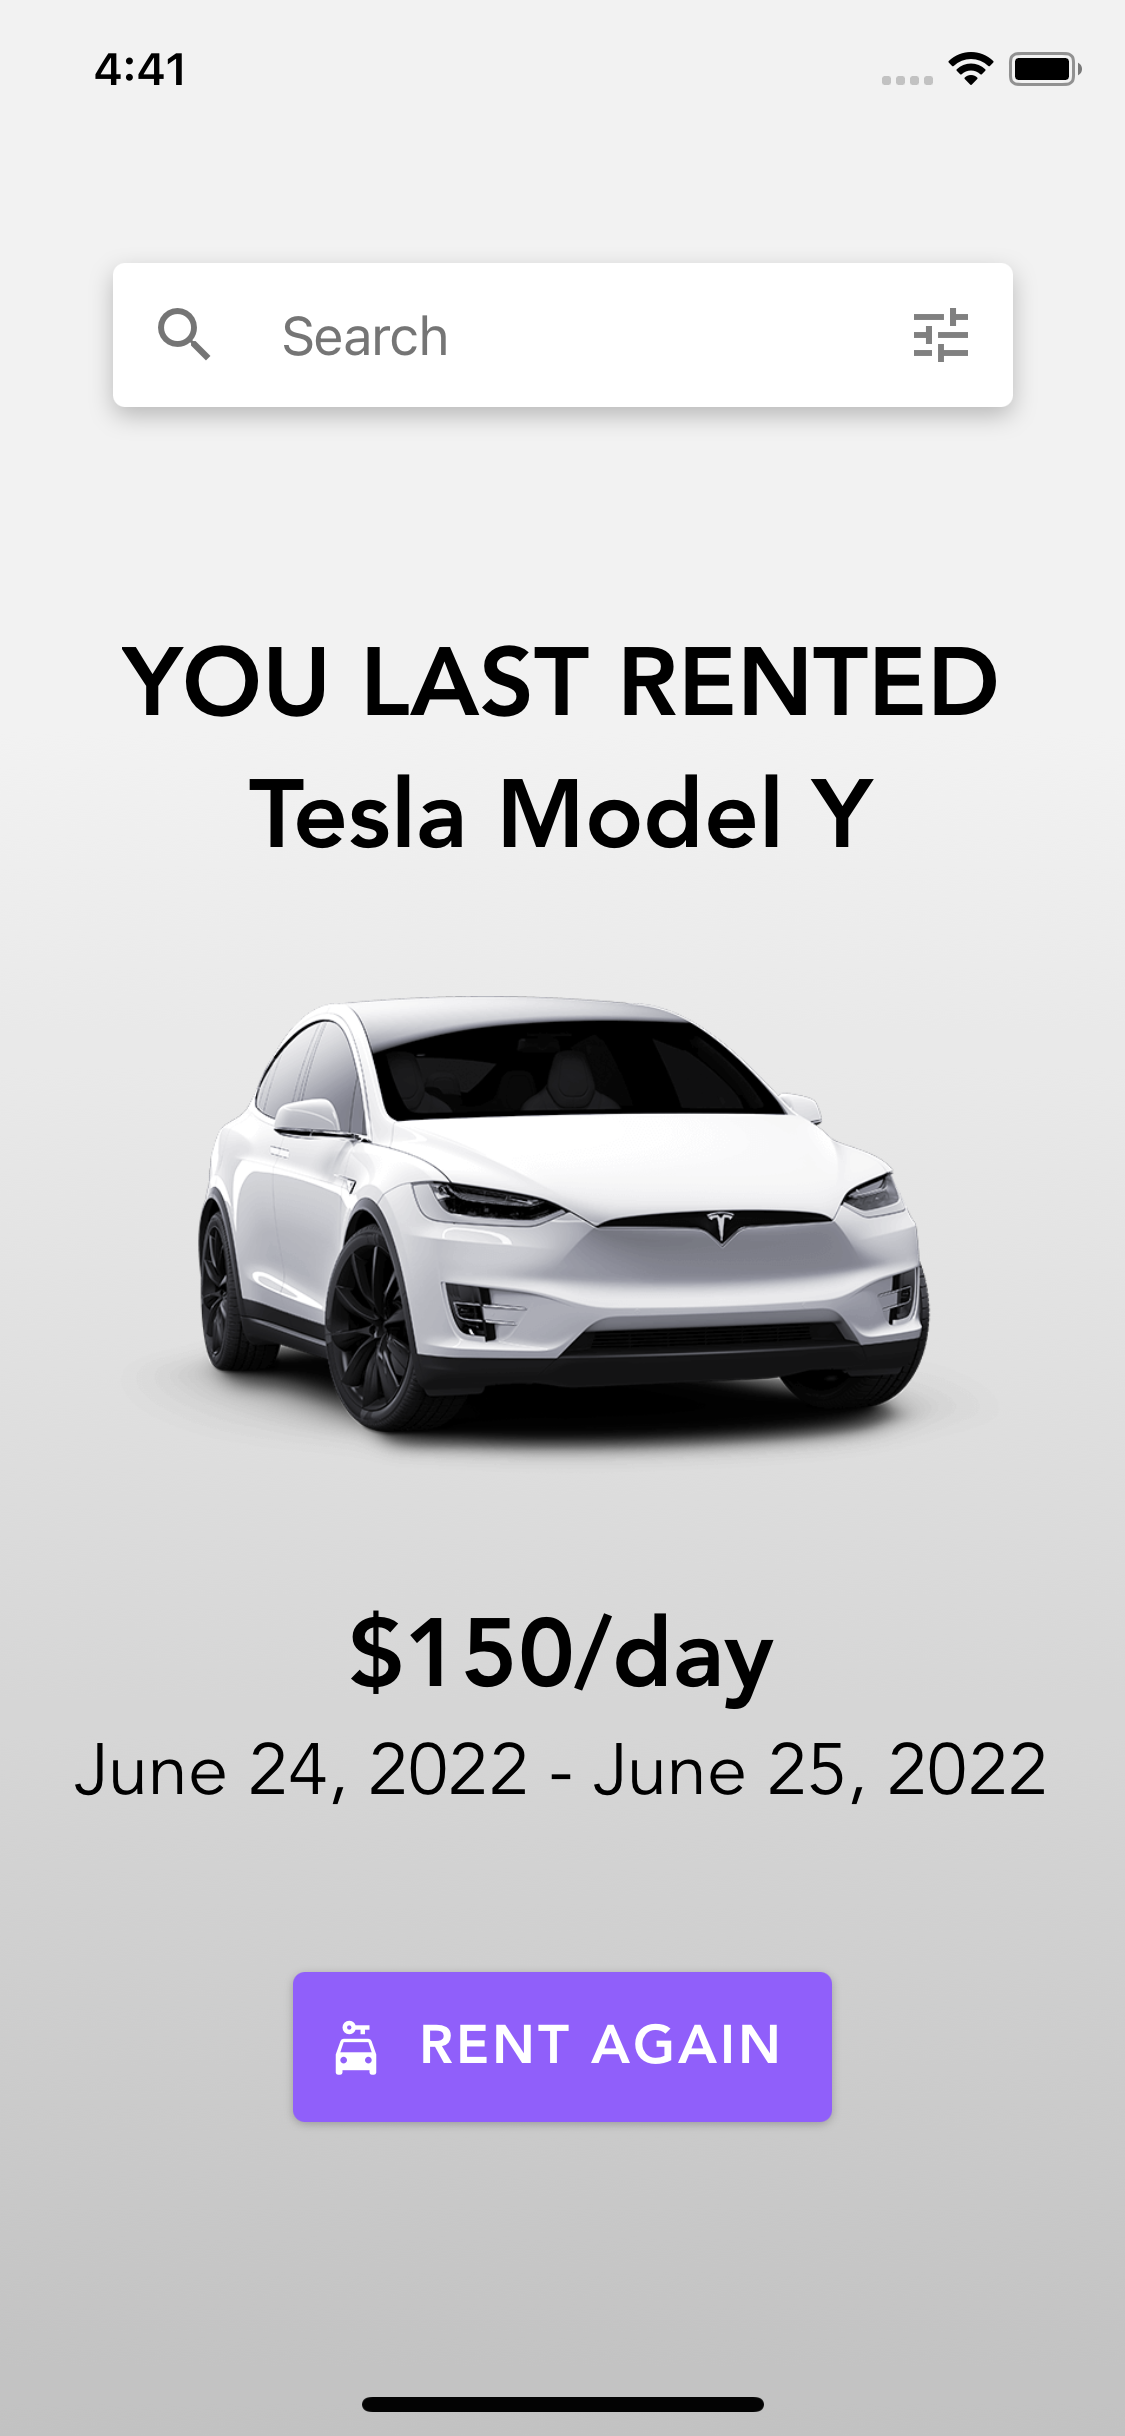 4:41
Search
YOU LAST RENTED
Tesla Model Y
$150/day
June 24, 2022 - June 25, 2022
RENT AGAIN